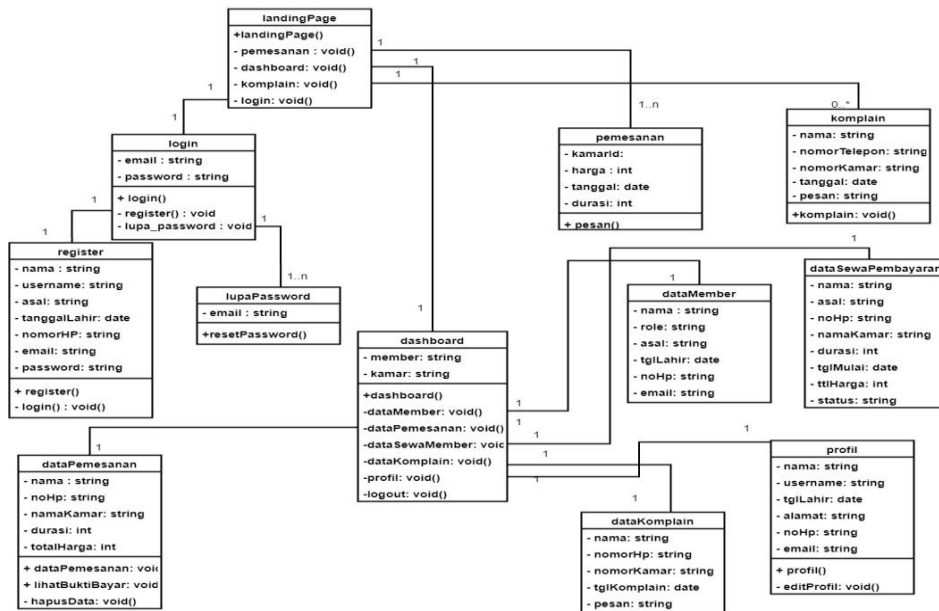 landingPage
+landingPage()
- pemesanan : void()
- dashboard: void()
- komplain: void()
- login: void()
1
1
1
1
1
1..n
0..*
login
- email : string
- password : string
+ login()
- register() : void
- lupa_password : void
1
1
1
1..n
register
- nama : string
- username: string
- asal: string
- tanggalLahir: date
- nomorHP: string
- email: string
- password: string
+ register()
- login() : void()
lupaPassword
- email : string
+resetPassword()
pemesanan
- kamarId:
- harga : int
- tanggal: date
- durasi: int
+ pesan()
komplain
- nama: string
- nomorTelepon: string
- nomorKamar: string
- tanggal: date
- pesan: string
+komplain: void()
1
dashboard
- member: string
- kamar: string
+dashboard()
-dataMember: void()
-dataPemesanan: void()
-dataSewaMember: void
-dataKomplain: void()
-profil: void()
-logout: void()
1
1
1
1
1
1
dataMember
- nama : string
- role: string
- asal: string
- tglLahir: date
- noHp: string
- email: string
1
dataSewaPembayaran
- nama: string
- asal: string
- noHp: string
- namaKamar: string
- durasi: int
- tglMulai: date
- ttlHarga: int
- status: string
1
dataPemesanan
- nama : string
- noHp: string
- namaKamar: string
- durasi: int
- totalHarga: int
+ dataPemesanan: void
+ lihatBuktiBayar: void
- hapusData: void()
1
dataKomplain
- nama: string
- nomorHp: string
- nomorKamar: string
- tglKomplain: date
- pesan: string
1
profil
- nama: string
- username: string
- tglLahir: date
- alamat: string
- noHp: string
- email: string
+ profil()
- editProfil: void()